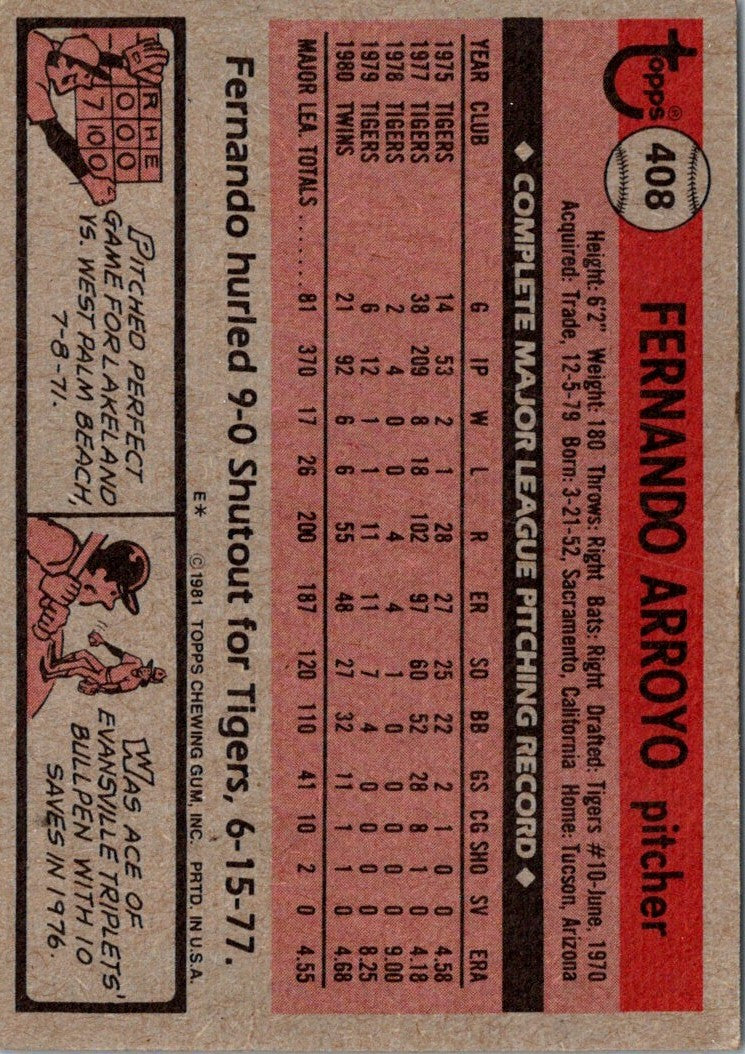 Topps® 408 FERNANDO ARROYO pitcher
Height: 6'2" Weight: 180 Throws: Right Bats: Right Drafted: Tigers #10-June, 1970
Acquired: Trade, 12-5-79 Born: 3-21-52, Sacramento, California Home: Tucson, Arizona
◆ COMPLETE MAJOR LEAGUE PITCHING RECORD ◆
YEAR CLUB G IP W L R ER SO BB GS CG SHO SV ERA
1975 TIGERS 14 53 2 1 28 27 25 22 2 1 0 0 4.58
1977 TIGERS 38 209 8 18 102 97 60 52 28 8 1 0 4.18
1978 TIGERS 2 4 0 0 4 4 1 0 0 0 0 0 9.00
1979 TIGERS 6 12 1 1 11 11 7 4 0 0 0 0 8.25
1980 TWINS 21 92 6 6 55 48 27 32 11 1 1 0 4.68
MAJOR LEA. TOTALS ........ 81 370 17 26 200 187 120 110 41 10 2 0 4.55
Fernando hurled 9-0 Shutout for Tigers, 6-15-77.
E* © 1981 TOPPS CHEWING GUM, INC. PRTD. IN U.S.A.
R H E
0 0 0
7 10 0
PITCHED PERFECT
GAME FOR LAKELAND
VS. WEST PALM BEACH,
7-8-71.
WAS ACE OF
EVANSVILLE TRIPLETS'
BULLPEN WITH 10
SAVES IN 1976.